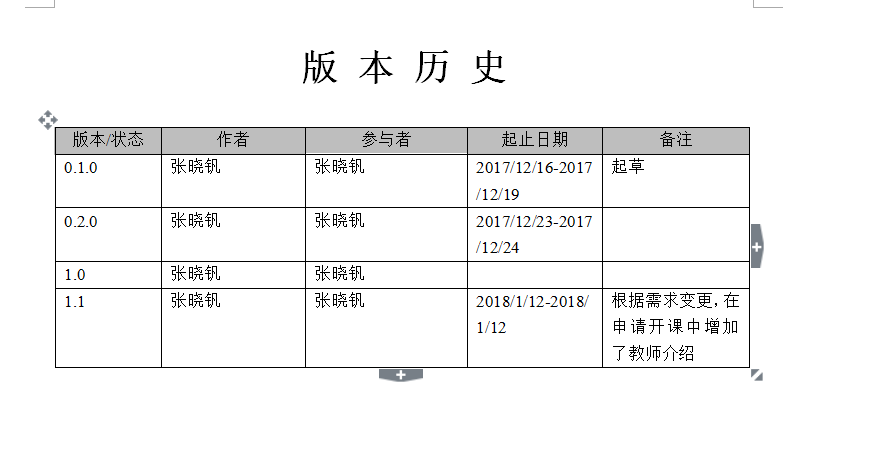 版 本 历 史
版本/状态 作者 参与者 起止日期 备注
0.1.0 张晓钒 张晓钒 2017/12/16-2017 起草
/12/19
0.2.0 张晓钒 张晓钒 2017/12/23-2017
/12/24
1.0 张晓钒 张晓钒
1.1 张晓钒 张晓钒 2018/1/12-2018/ 根据需求变更,在
1/12 申请开课中增加
了教师介绍